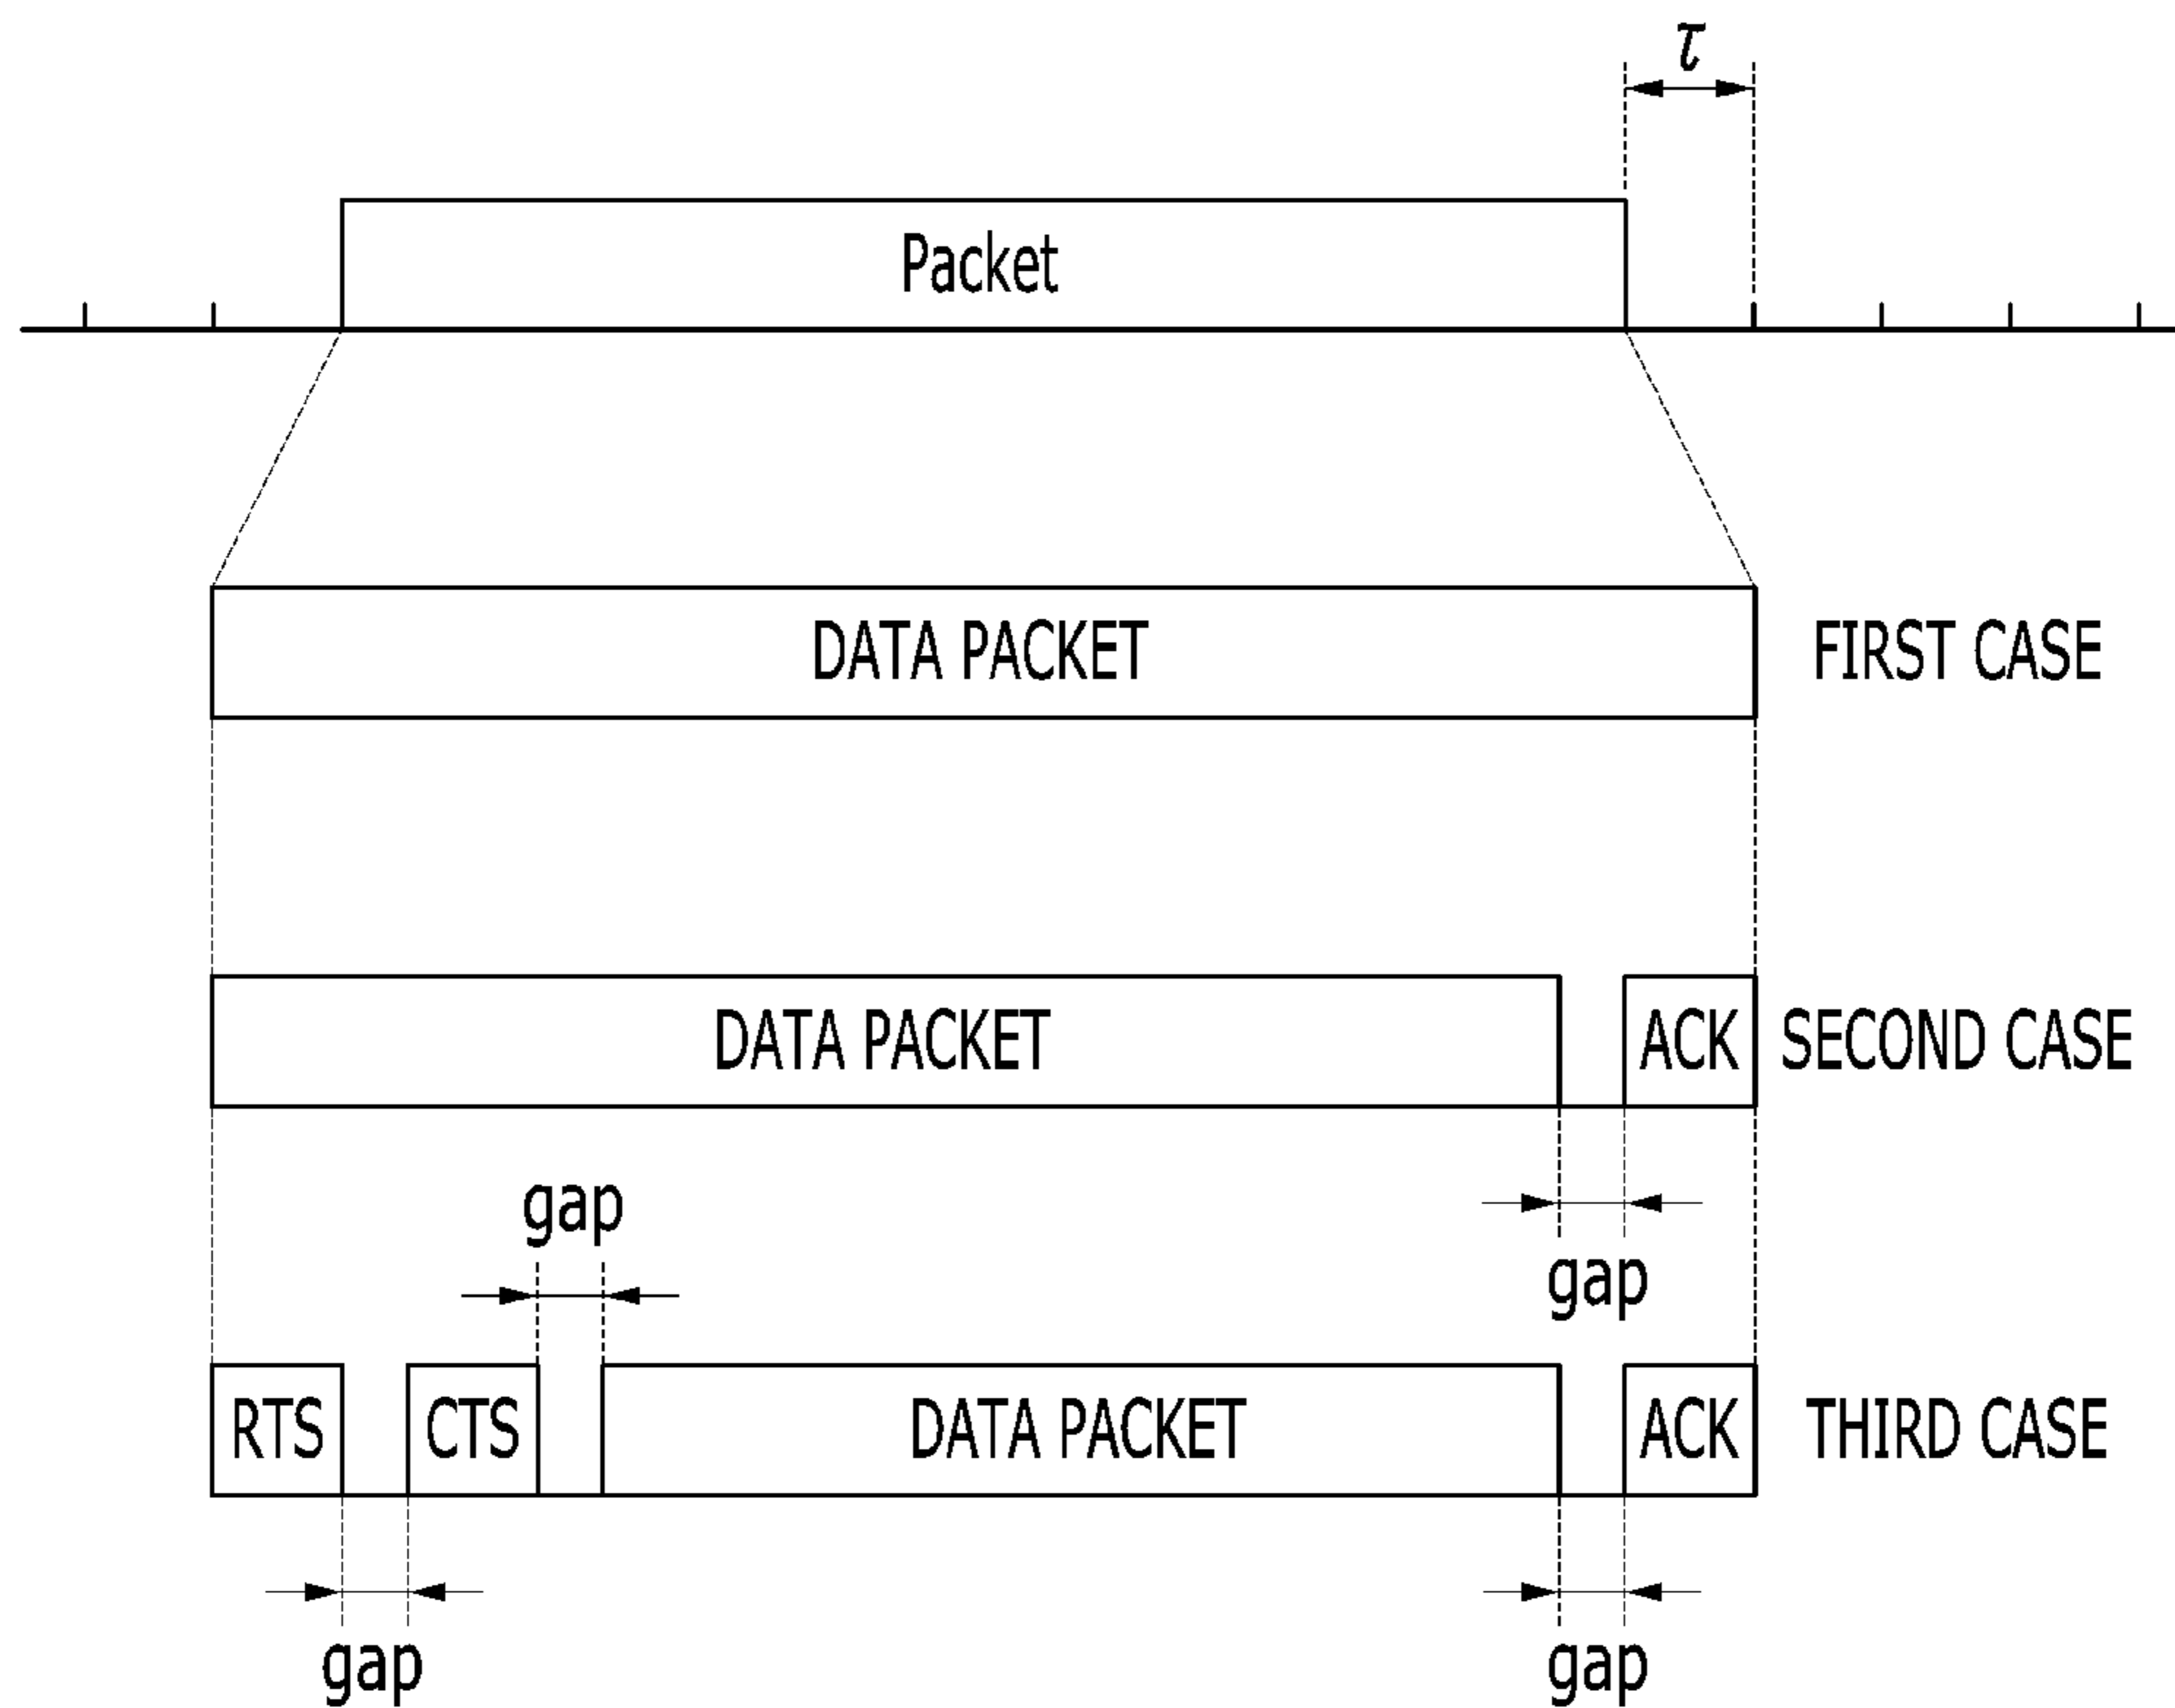 τ
Packet
DATA PACKET FIRST CASE
DATA PACKET ACK SECOND CASE
gap
gap
RTS CTS DATA PACKET ACK THIRD CASE
gap gap